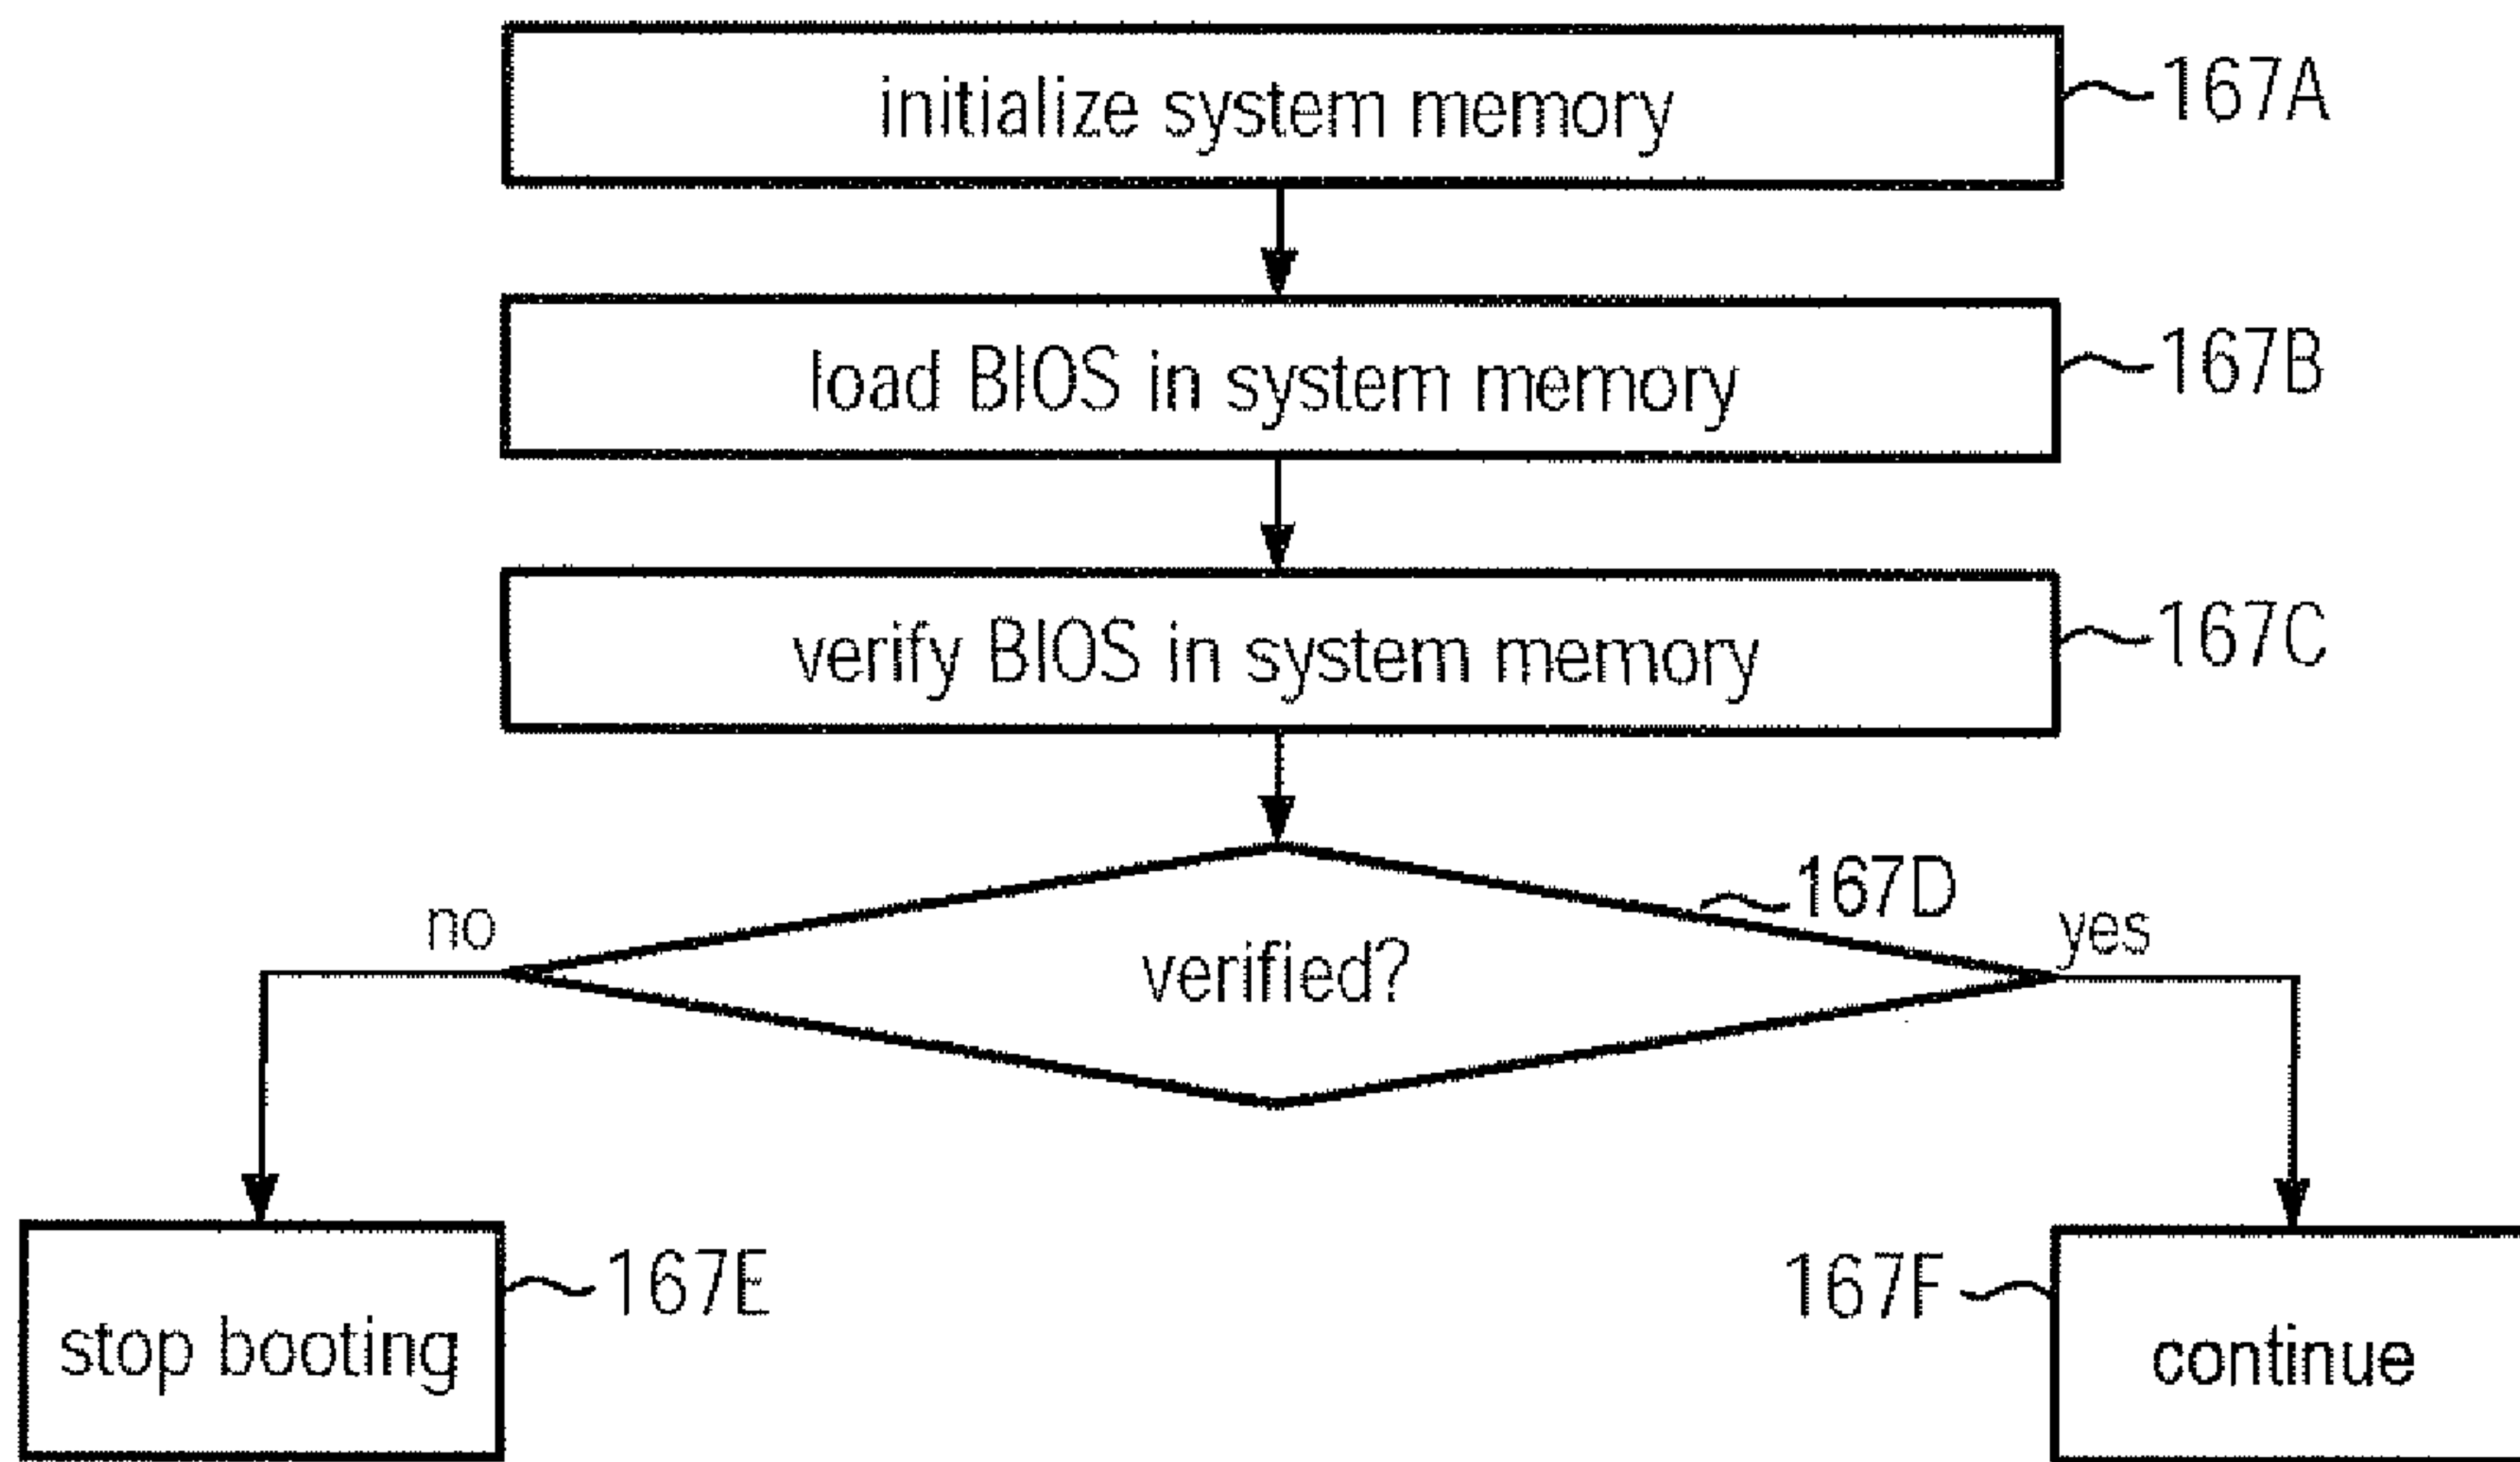 initialize system memory
167A
load BIOS in system memory
167B
verify BIOS in system memory
167C
167D
no
verified?
yes
stop booting
167E
167F
continue